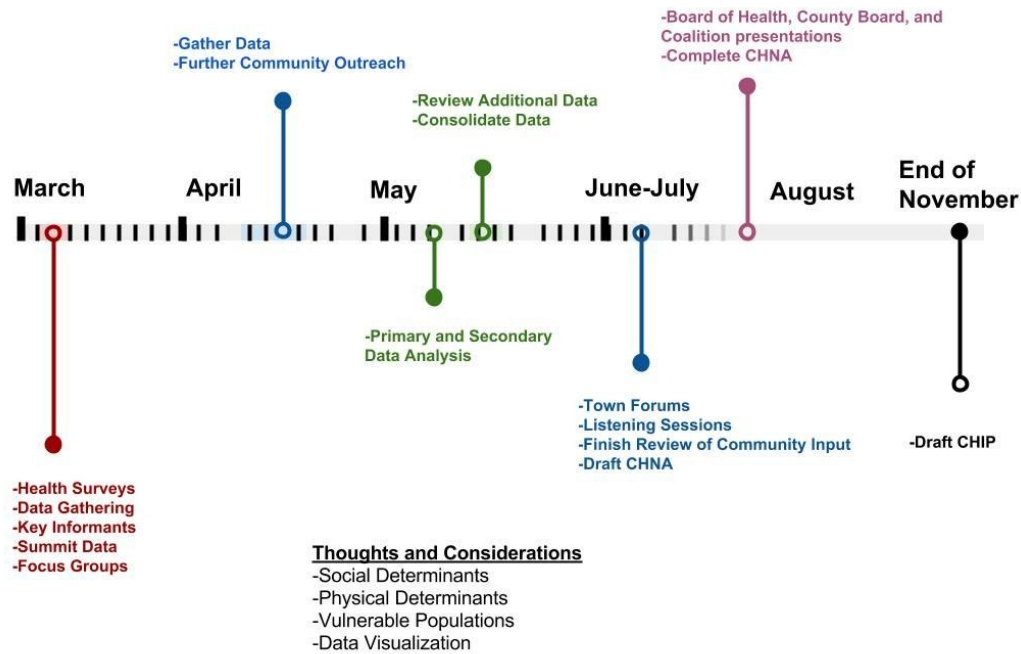 -Board of Health, County Board, and
Coalition presentations
-Complete CHNA
-Gather Data
-Further Community Outreach
-Review Additional Data
-Consolidate Data
March
April
May
June-July
August
End of
November
-Primary and Secondary
Data Analysis
-Town Forums
-Listening Sessions
-Finish Review of Community Input
-Draft CHNA
-Draft CHIP
-Health Surveys
-Data Gathering
-Key Informants
-Summit Data
-Focus Groups
Thoughts and Considerations
-Social Determinants
-Physical Determinants
-Vulnerable Populations
-Data Visualization